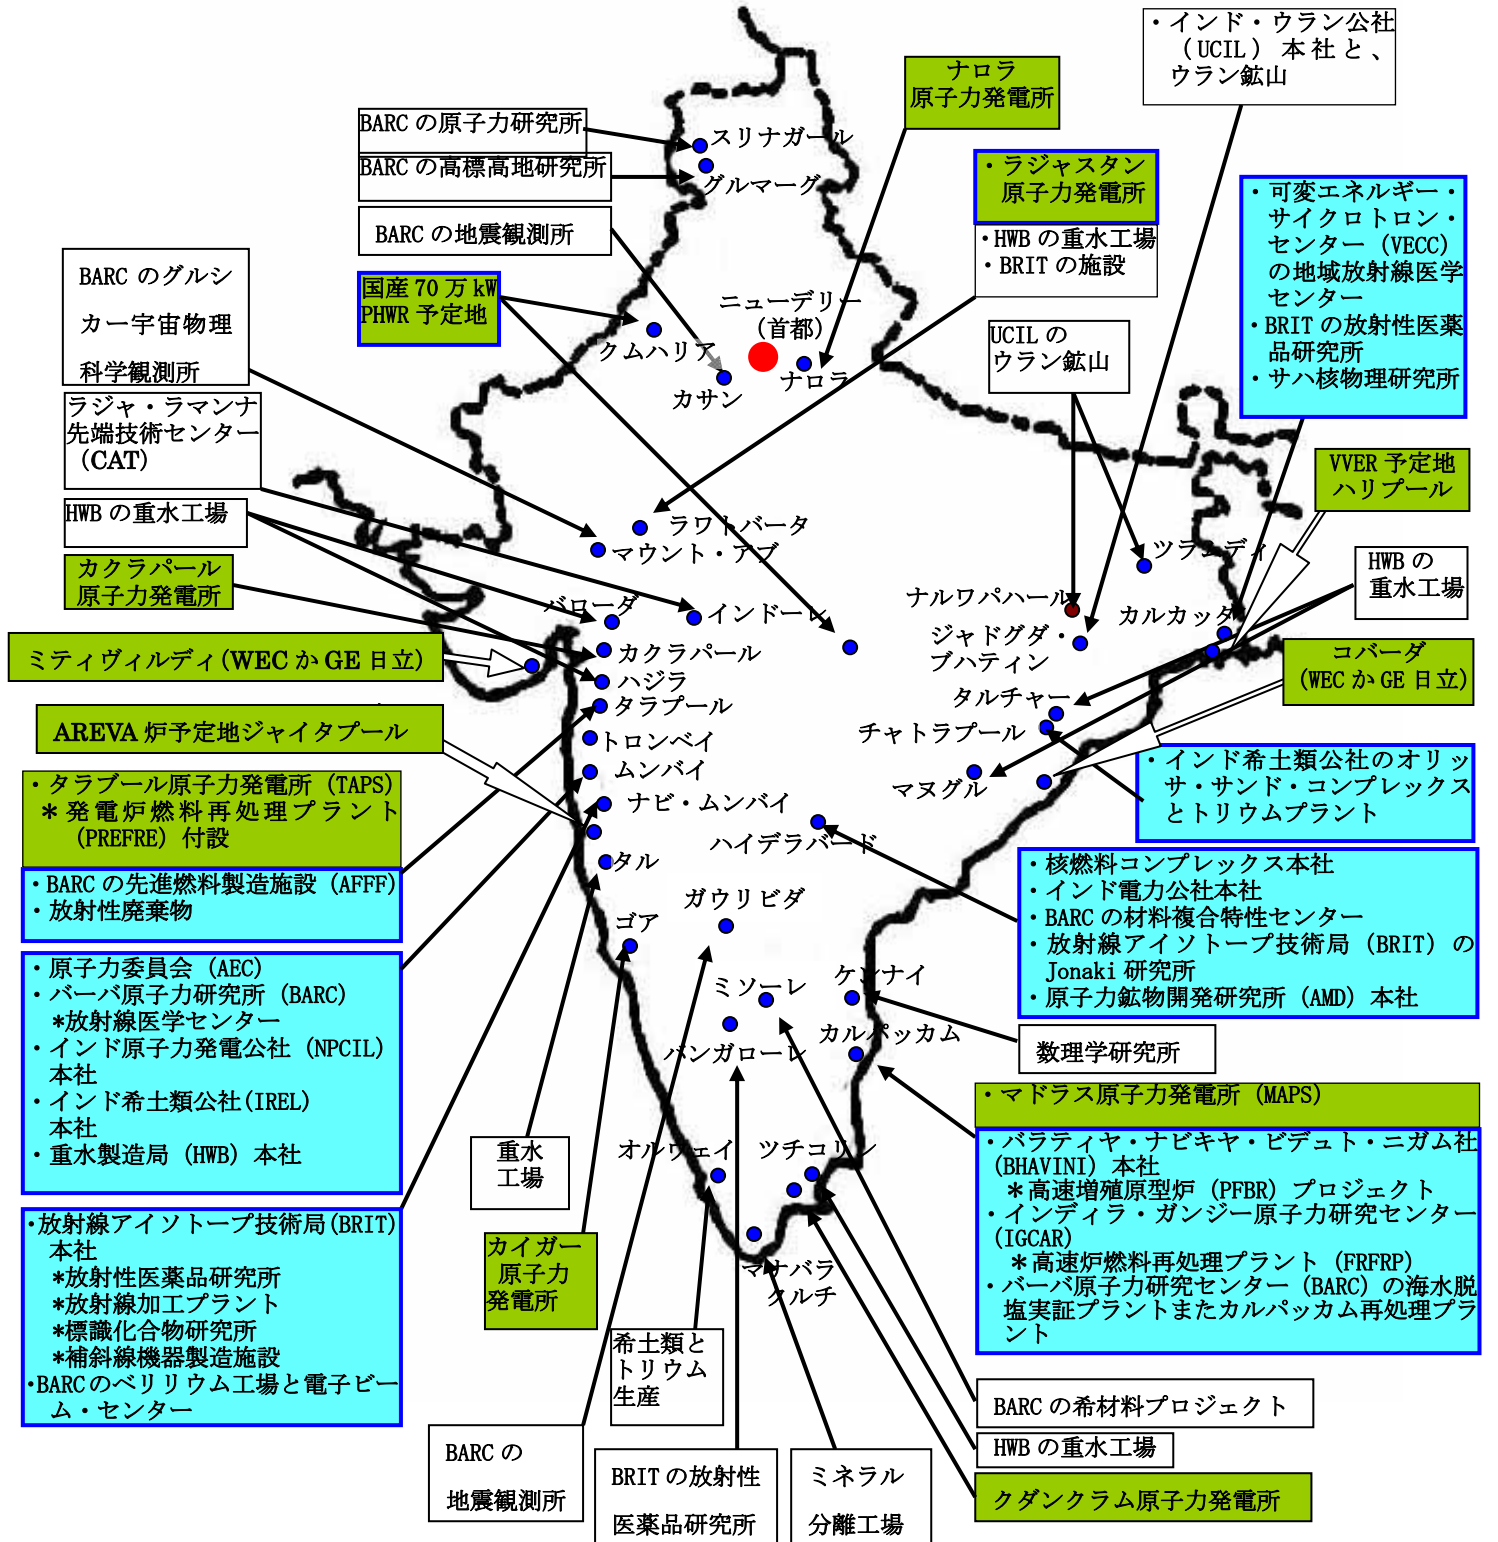 ・インド・ウラン公社
（UCIL）本社と、
ウラン鉱山
ナロラ
原子力発電所
BARC の原子力研究所
スリナガール
BARC の高標高地研究所
グルマーグ
・ラジャスタン
原子力発電所
・HWB の重水工場
・BRIT の施設
・可変エネルギー・
サイクロトロン・
センター（VECC）
の地域放射線医学
センター
・BRIT の放射性医薬
品研究所
・サハ核物理研究所
BARC の地震観測所
BARC のグルシ
カー宇宙物理
科学観測所
国産 70 万 kW
PHWR 予定地
ニューデリー
（首都）
クムハリア
カサン
ナロラ
UCIL の
ウラン鉱山
ラジャ・ラマンナ
先端技術センター
（CAT）
VVER 予定地
ハリプール
HWB の重水工場
ラワトバータ
マウント・アブ
ツランディ
HWB の
重水工場
カクラパール
原子力発電所
バローダ
インドーレ
ナルワパハール
カルカッタ
ジャドグダ・
ブハティン
ミティヴィルディ(WEC か GE 日立)
カクラパール
ハジラ
タラプール
コバーダ
(WEC か GE 日立)
タルチャー
チャトラプール
AREVA 炉予定地ジャイタプール
トロンベイ
ムンバイ
マヌグル
・インド希土類公社のオリッ
サ・サンド・コンプレックス
とトリウムプラント
・タラブール原子力発電所（TAPS）
＊発電炉燃料再処理プラント
（PREFRE）付設
ナビ・ムンバイ
ハイデラバード
タル
・BARC の先進燃料製造施設（AFFF）
・放射性廃棄物
・核燃料コンプレックス本社
・インド電力公社本社
・BARC の材料複合特性センター
・放射線アイソトープ技術局（BRIT）の
Jonaki 研究所
・原子力鉱物開発研究所（AMD）本社
ガウリビダ
ゴア
・原子力委員会（AEC）
・バーバ原子力研究所（BARC）
*放射線医学センター
・インド原子力発電公社（NPCIL）
本社
・インド希土類公社(IREL)
本社
・重水製造局（HWB）本社
ケンナイ
ミソーレ
カルパッカム
バンガローレ
数理学研究所
・マドラス原子力発電所（MAPS）
・バラティヤ・ナビキヤ・ビデュト・ニガム社
(BHAVINI）本社
＊高速増殖原型炉（PFBR）プロジェクト
・インディラ・ガンジー原子力研究センター
(IGCAR)
＊高速炉燃料再処理プラント（FRFRP）
・バーバ原子力研究センター（BARC）の海水脱
塩実証プラントまたカルパッカム再処理プラ
ント
重水
工場
オルウェイ
ツチコリン
・放射線アイソトープ技術局(BRIT)
本社
*放射性医薬品研究所
*放射線加工プラント
*標識化合物研究所
*補斜線機器製造施設
・BARCのベリリウム工場と電子ビー
ム・センター
カイガー
原子力
発電所
マナバラ
クルチ
希土類と
トリウム
生産
BARC の希材料プロジェクト
HWB の重水工場
クダンクラム原子力発電所
BARC の
地震観測所
BRIT の放射性
医薬品研究所
ミネラル
分離工場